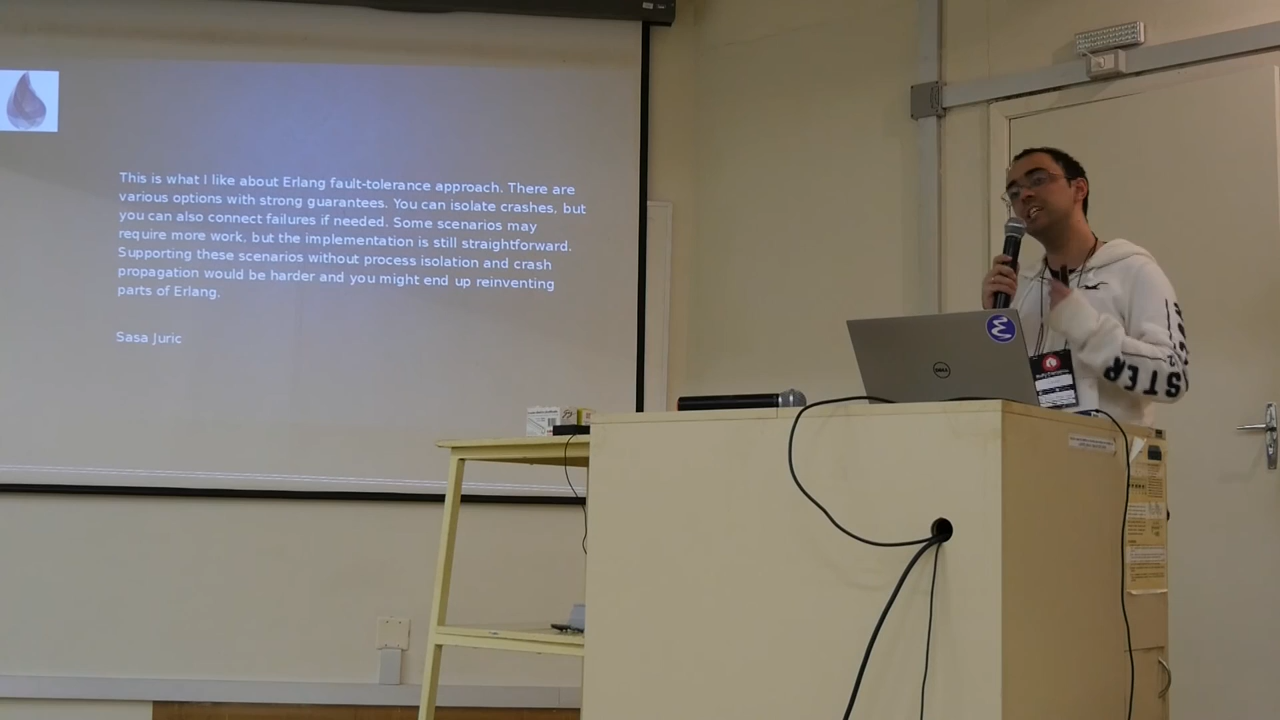 This is what I like about Erlang fault-tolerance approach. There are
various options with strong guarantees. You can isolate crashes, but
you can also connect failures if needed. Some scenarios may
require more work, but the implementation is still straightforward.
Supporting these scenarios without process isolation and crash
propagation would be harder and you might end up reinventing
parts of Erlang.
Sasa Juric
DELL
STER